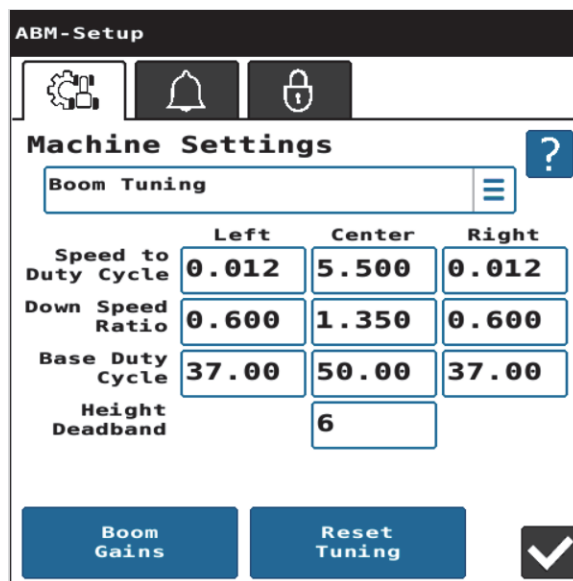 ABM-Setup
Machine Settings
?
Boom Tuning
Left Center Right
Speed to
Duty Cycle 0.012 5.500 0.012
Down Speed
Ratio 0.600 1.350 0.600
Base Duty
Cycle 37.00 50.00 37.00
Height
Deadband 6
Boom
Gains
Reset
Tuning